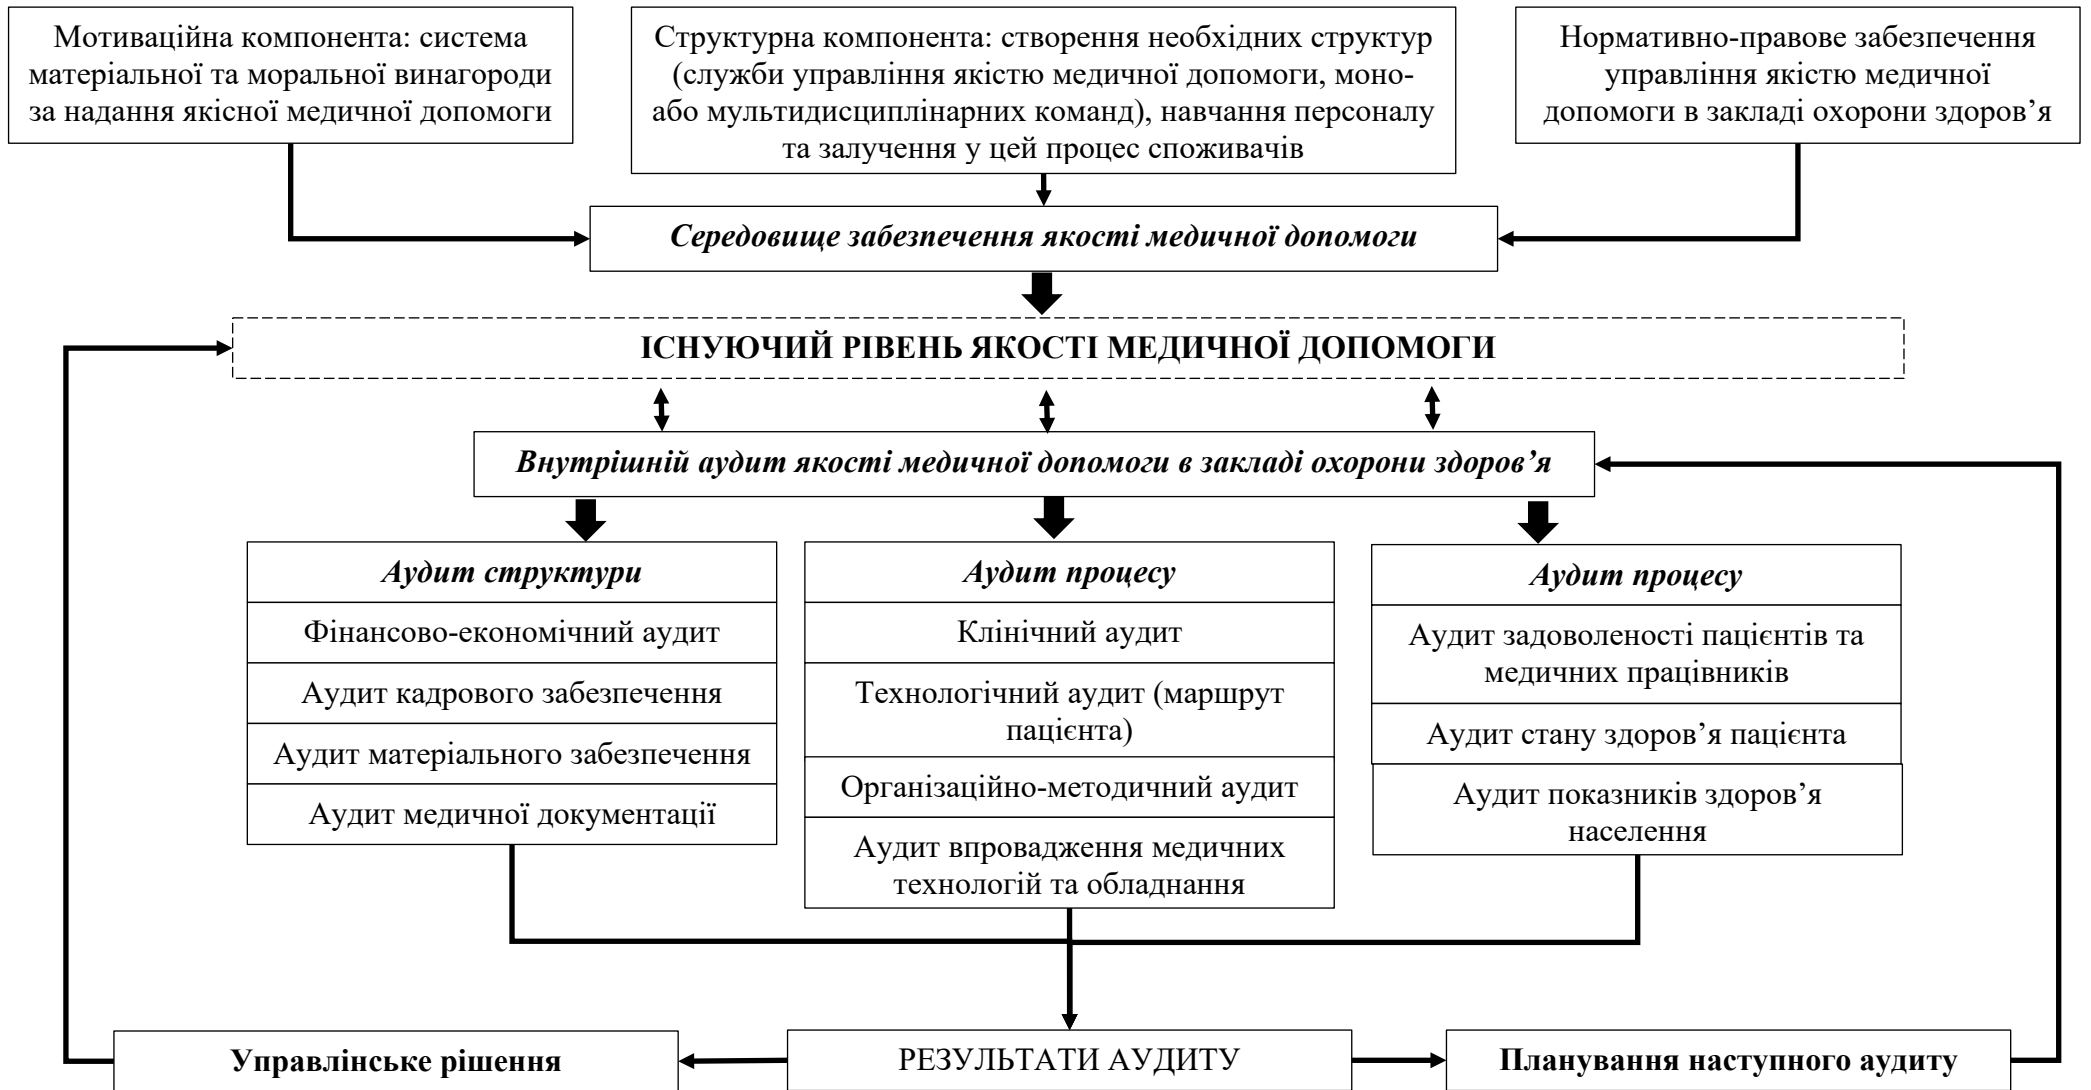 Мотиваційна компонента: система
матеріальної та моральної винагороди
за надання якісної медичної допомоги
Структурна компонента: створення необхідних структур
(служби управління якістю медичної допомоги, моно-
або мультидисциплінарних команд), навчання персоналу
та залучення у цей процес споживачів
Нормативно-правове забезпечення
управління якістю медичної
допомоги в закладі охорони здоров’я
Середовище забезпечення якості медичної допомоги
ІСНУЮЧИЙ РІВЕНЬ ЯКОСТІ МЕДИЧНОЇ ДОПОМОГИ
Внутрішній аудит якості медичної допомоги в закладі охорони здоров’я
Аудит структури
Фінансово-економічний аудит
Аудит кадрового забезпечення
Аудит матеріального забезпечення
Аудит медичної документації
Аудит процесу
Клінічний аудит
Технологічний аудит (маршрут
пацієнта)
Організаційно-методичний аудит
Аудит впровадження медичних
технологій та обладнання
Аудит процесу
Аудит задоволеності пацієнтів та
медичних працівників
Аудит стану здоров’я пацієнта
Аудит показників здоров’я
населення
Управлінське рішення
РЕЗУЛЬТАТИ АУДИТУ
Планування наступного аудиту